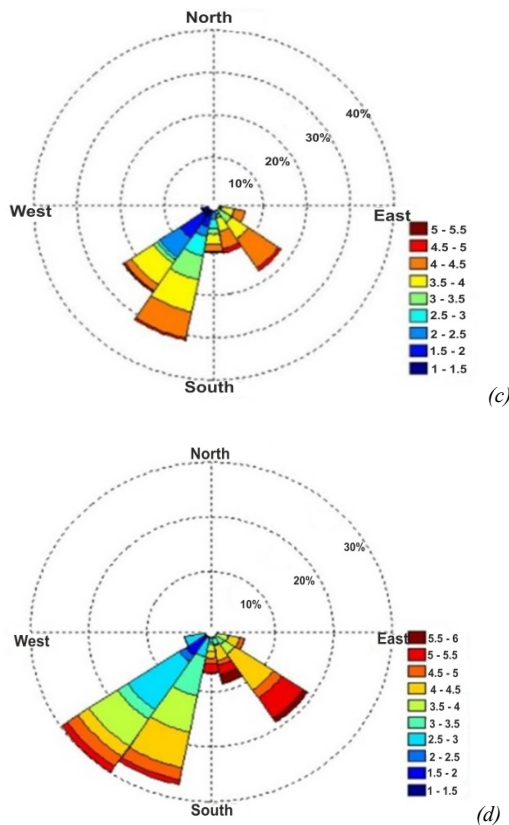 North
40%
30%
20%
10%
West
East
5 - 5.5
4.5 - 5
4 - 4.5
3.5 - 4
3 - 3.5
2.5 - 3
2 - 2.5
1.5 - 2
1 - 1.5
South
(c)
North
30%
20%
10%
West
East
5.5 - 6
5 - 5.5
4.5 - 5
4 - 4.5
3.5 - 4
3 - 3.5
2.5 - 3
2 - 2.5
1.5 - 2
1 - 1.5
South
(d)